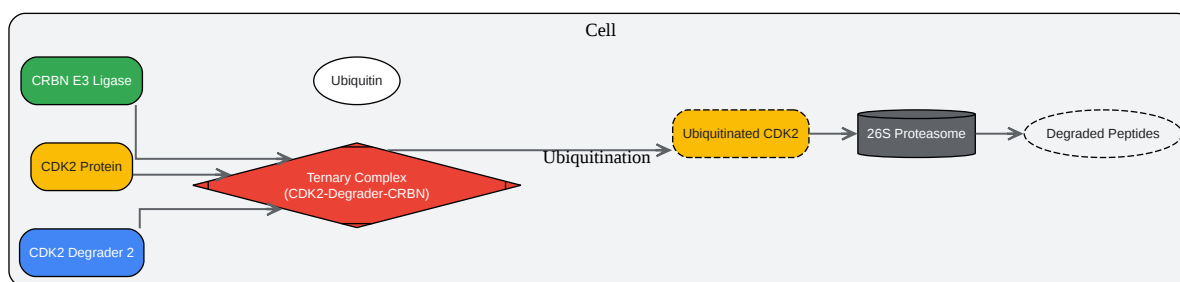 Cell
CRBN E3 Ligase
Ubiquitin
CDK2 Protein
Ternary Complex
(CDK2-Degrader-CRBN)
Ubiquitination
Ubiquitinated CDK2
26S Proteasome
Degraded Peptides
CDK2 Degrader 2